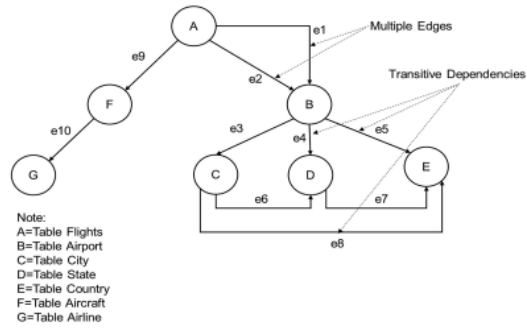 A
e1
Multiple Edges
e9
e2
Transitive Dependencies
F
B
e10
e3
e4
e5
G
C
D
E
e6
e7
e8
Note:
A=Table Flights
B=Table Airport
C=Table City
D=Table State
E=Table Country
F=Table Aircraft
G=Table Airline